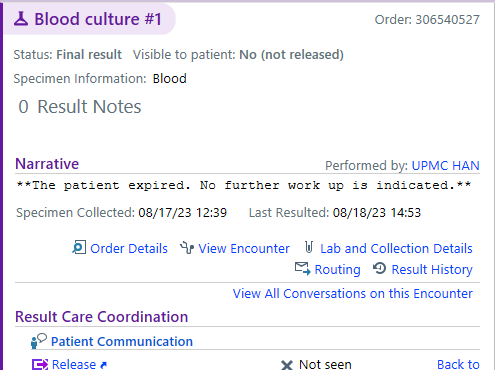 Blood culture #1 Order: 306540527
Status: Final result Visible to patient: No (not released)
Specimen Information: Blood
0 Result Notes
Narrative Performed by: UPMC HAN
**The patient expired. No further work up is indicated.**
Specimen Collected: 08/17/23 12:39 Last Resulted: 08/18/23 14:53
Order Details View Encounter Lab and Collection Details
Routing Result History
View All Conversations on this Encounter
Result Care Coordination
Patient Communication
Release Not seen Back to